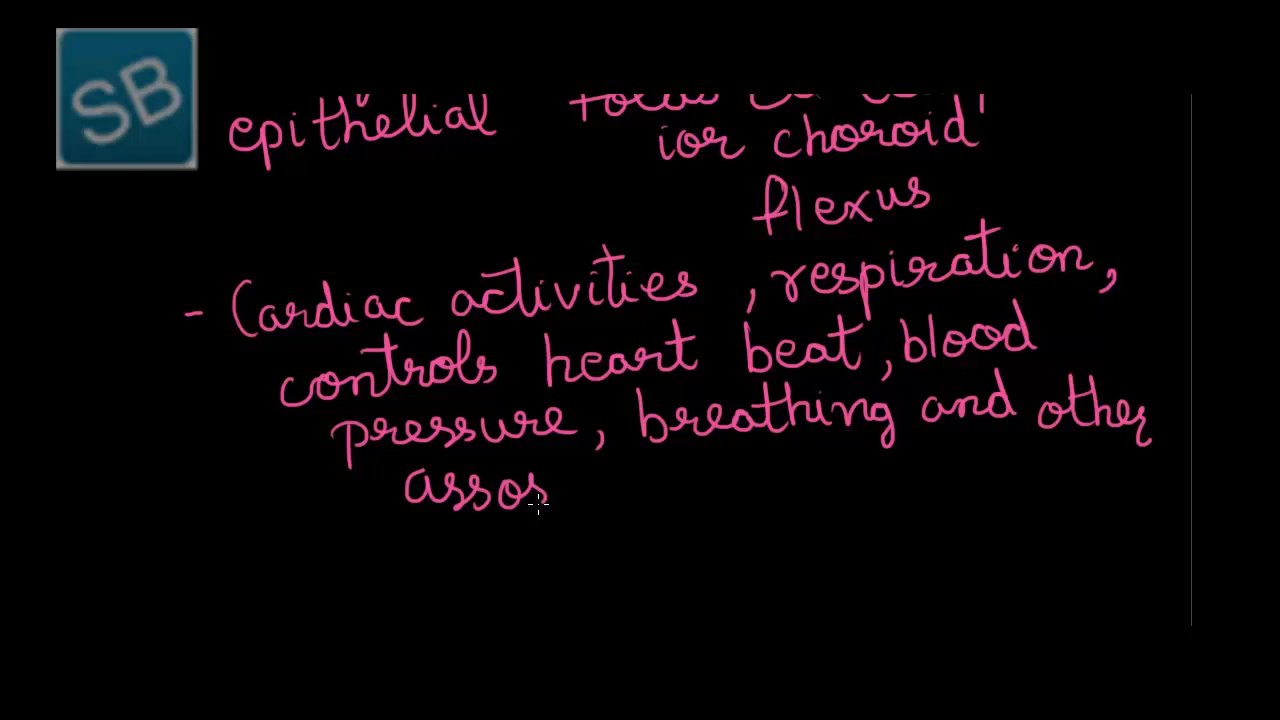 SB
epithelial
ior choroid
flexus
- Cardiac activities, respiration,
controls heart beat, blood
pressure, breathing and other
assos